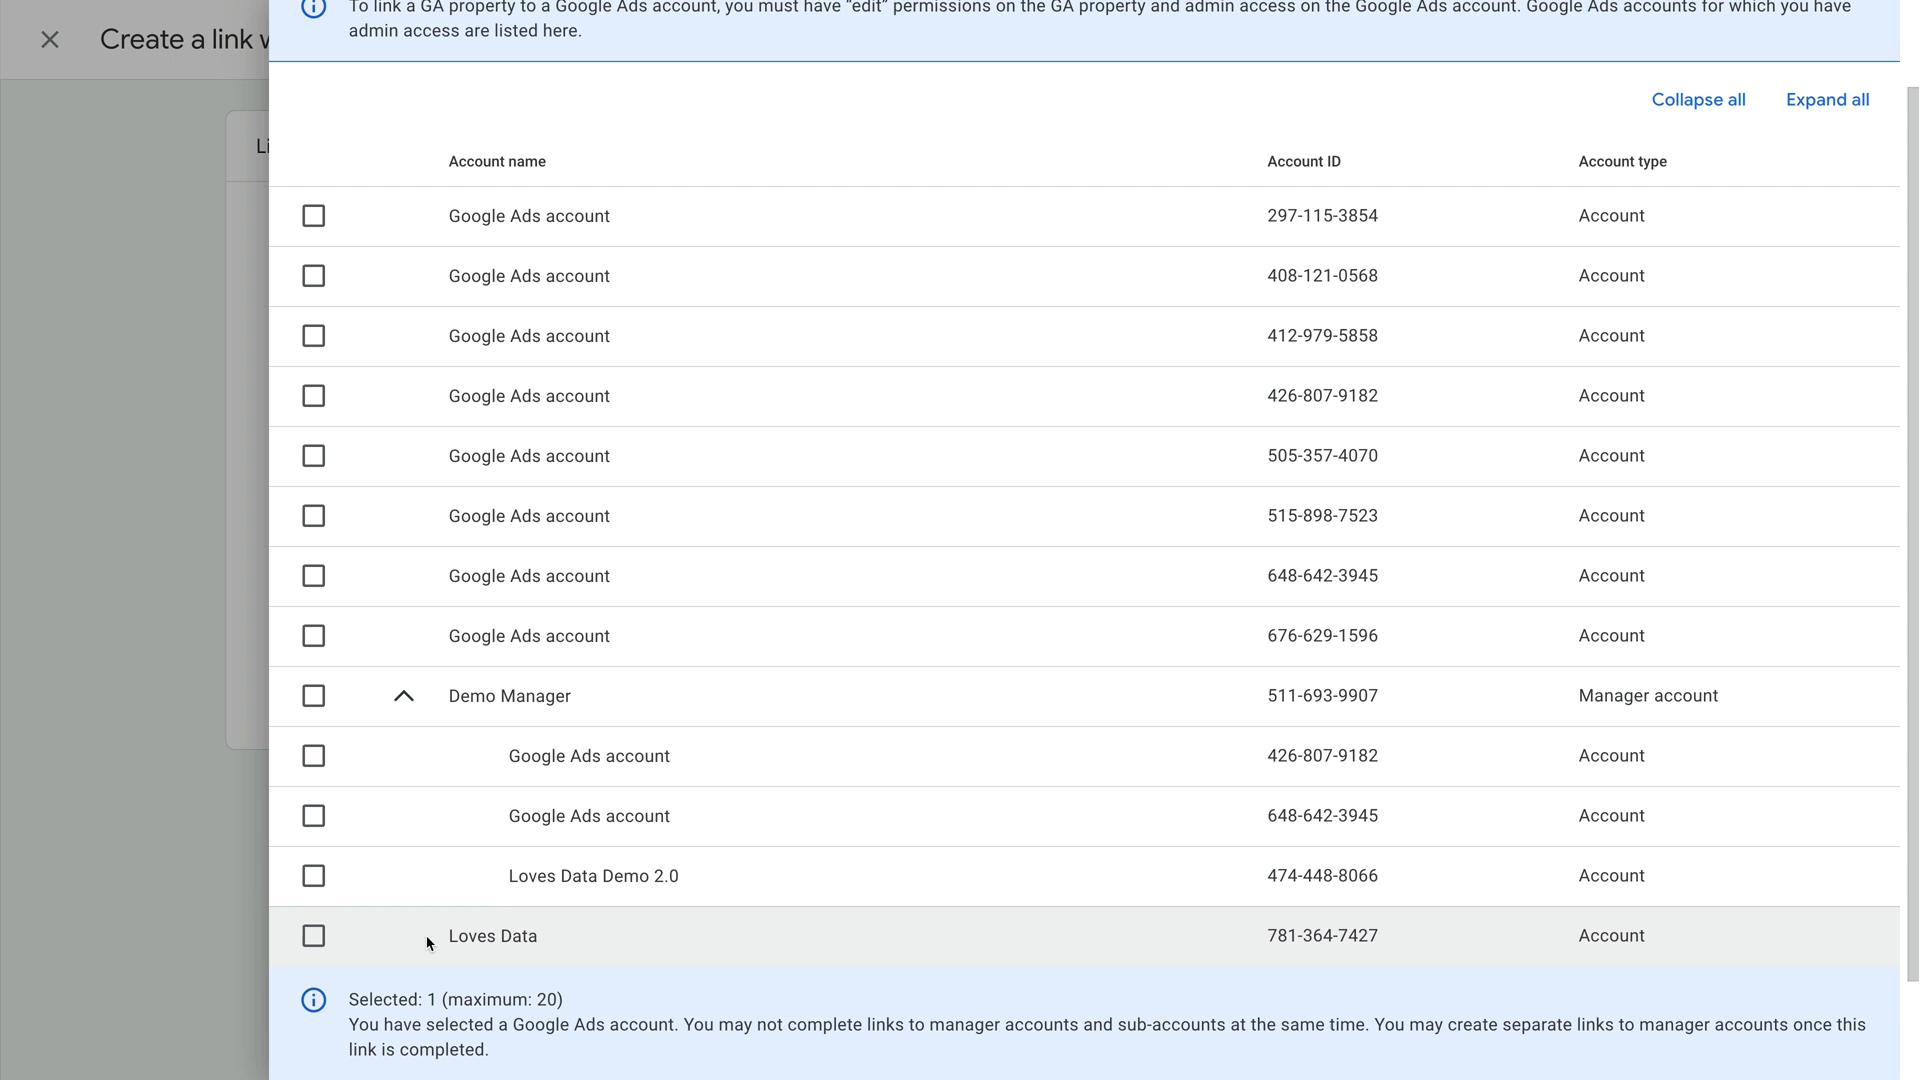 Create a link w
Li
To link a GA property to a Google Ads account, you must have “edit” permissions on the GA property and admin access on the Google Ads account. Google Ads accounts for which you have
admin access are listed here.
Collapse all Expand all
Account name Account ID Account type
Google Ads account 297-115-3854 Account
Google Ads account 408-121-0568 Account
Google Ads account 412-979-5858 Account
Google Ads account 426-807-9182 Account
Google Ads account 505-357-4070 Account
Google Ads account 515-898-7523 Account
Google Ads account 648-642-3945 Account
Google Ads account 676-629-1596 Account
Demo Manager 511-693-9907 Manager account
Google Ads account 426-807-9182 Account
Google Ads account 648-642-3945 Account
Loves Data Demo 2.0 474-448-8066 Account
Loves Data 781-364-7427 Account
Selected: 1 (maximum: 20)
You have selected a Google Ads account. You may not complete links to manager accounts and sub-accounts at the same time. You may create separate links to manager accounts once this
link is completed.